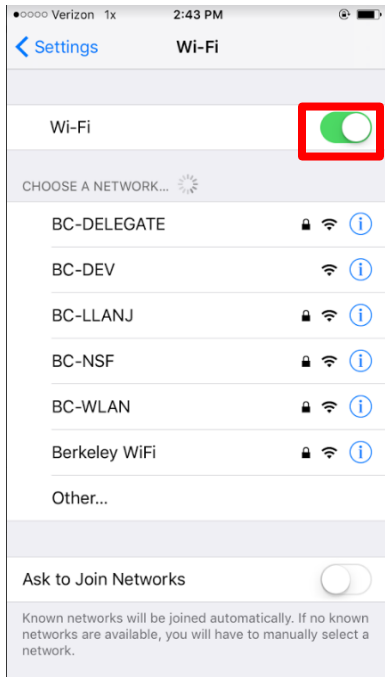 ●○○○○ Verizon 1x 2:43 PM
Settings Wi-Fi
Wi-Fi
CHOOSE A NETWORK...
BC-DELEGATE
BC-DEV
BC-LLANJ
BC-NSF
BC-WLAN
Berkeley WiFi
Other...
Ask to Join Networks
Known networks will be joined automatically. If no known
networks are available, you will have to manually select a
network.